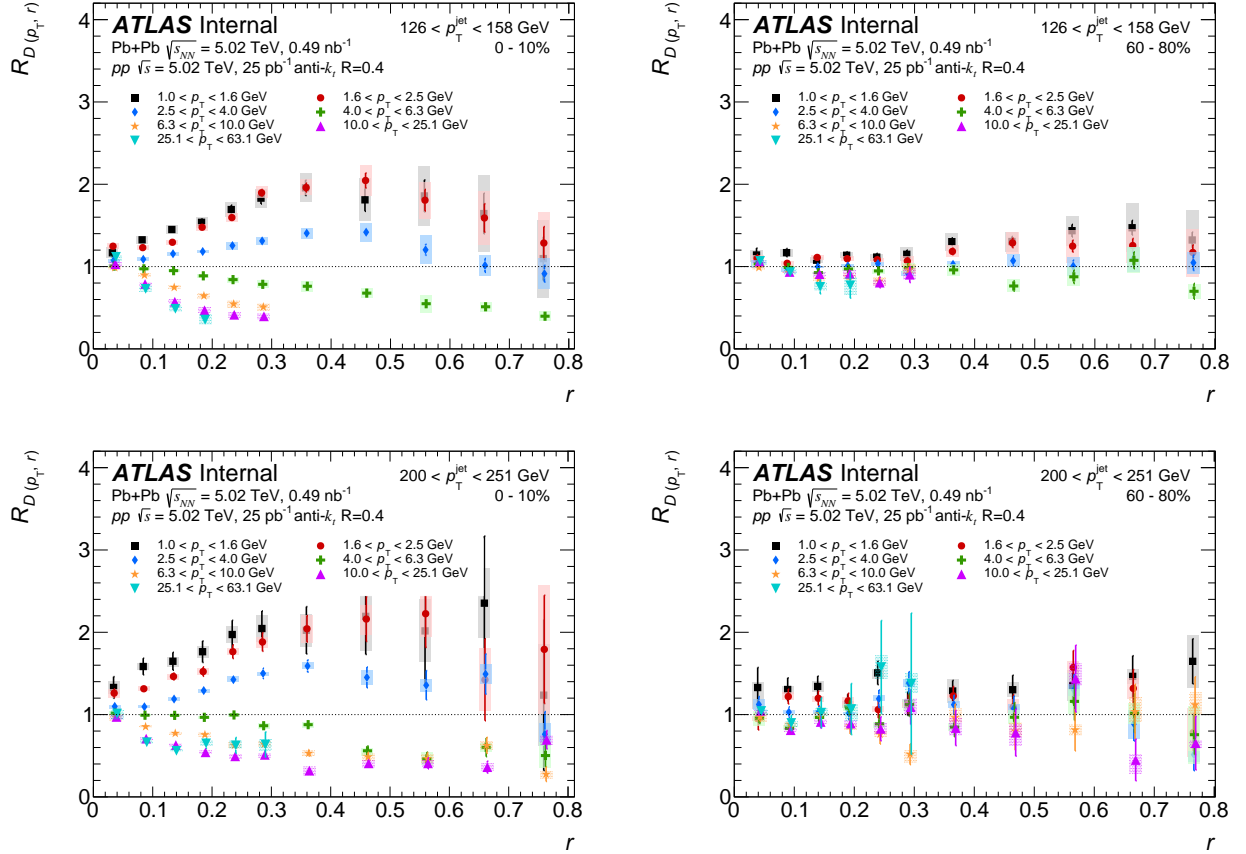 ATLAS Internal
126 < p_T^jet < 158 GeV
Pb+Pb √s_NN = 5.02 TeV, 0.49 nb⁻¹
0 - 10%
pp √s = 5.02 TeV, 25 pb⁻¹ anti-k_t R=0.4
1.0 < p_T < 1.6 GeV
1.6 < p_T < 2.5 GeV
2.5 < p_T < 4.0 GeV
4.0 < p_T < 6.3 GeV
6.3 < p_T < 10.0 GeV
10.0 < p_T < 25.1 GeV
25.1 < p_T < 63.1 GeV
R_D (p_T, r)
4
3
2
1
0
0 0.1 0.2 0.3 0.4 0.5 0.6 0.7 0.8
r
ATLAS Internal
126 < p_T^jet < 158 GeV
Pb+Pb √s_NN = 5.02 TeV, 0.49 nb⁻¹
60 - 80%
pp √s = 5.02 TeV, 25 pb⁻¹ anti-k_t R=0.4
1.0 < p_T < 1.6 GeV
1.6 < p_T < 2.5 GeV
2.5 < p_T < 4.0 GeV
4.0 < p_T < 6.3 GeV
6.3 < p_T < 10.0 GeV
10.0 < p_T < 25.1 GeV
25.1 < p_T < 63.1 GeV
R_D (p_T, r)
4
3
2
1
0
0 0.1 0.2 0.3 0.4 0.5 0.6 0.7 0.8
r
ATLAS Internal
200 < p_T^jet < 251 GeV
Pb+Pb √s_NN = 5.02 TeV, 0.49 nb⁻¹
0 - 10%
pp √s = 5.02 TeV, 25 pb⁻¹ anti-k_t R=0.4
1.0 < p_T < 1.6 GeV
1.6 < p_T < 2.5 GeV
2.5 < p_T < 4.0 GeV
4.0 < p_T < 6.3 GeV
6.3 < p_T < 10.0 GeV
10.0 < p_T < 25.1 GeV
25.1 < p_T < 63.1 GeV
R_D (p_T, r)
4
3
2
1
0
0 0.1 0.2 0.3 0.4 0.5 0.6 0.7 0.8
r
ATLAS Internal
200 < p_T^jet < 251 GeV
Pb+Pb √s_NN = 5.02 TeV, 0.49 nb⁻¹
60 - 80%
pp √s = 5.02 TeV, 25 pb⁻¹ anti-k_t R=0.4
1.0 < p_T < 1.6 GeV
1.6 < p_T < 2.5 GeV
2.5 < p_T < 4.0 GeV
4.0 < p_T < 6.3 GeV
6.3 < p_T < 10.0 GeV
10.0 < p_T < 25.1 GeV
25.1 < p_T < 63.1 GeV
R_D (p_T, r)
4
3
2
1
0
0 0.1 0.2 0.3 0.4 0.5 0.6 0.7 0.8
r